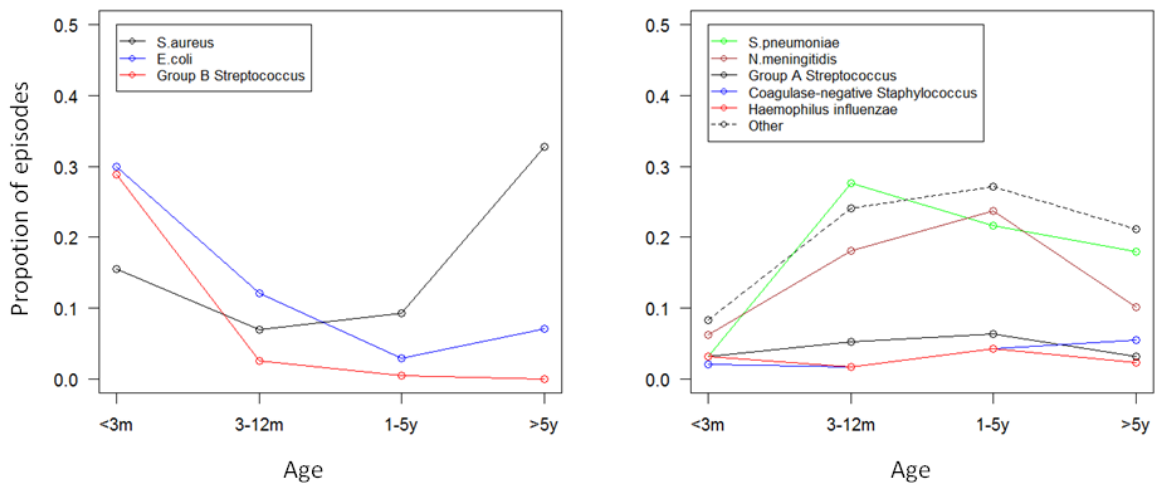 Propotion of episodes
0.5
0.4
0.3
0.2
0.1
0.0
S.aureus
E.coli
Group B Streptococcus
<3m
3-12m
1-5y
>5y
Age
0.5
0.4
0.3
0.2
0.1
0.0
S.pneumoniae
N.meningitidis
Group A Streptococcus
Coagulase-negative Staphylococcus
Haemophilus influenzae
Other
<3m
3-12m
1-5y
>5y
Age